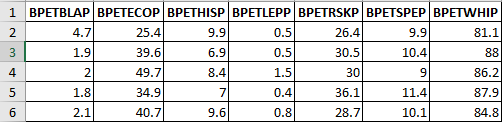 1 BPETBLAP BPETECOP BPETHISP BPETLEPP BPETRSKP BPETSPEP BPETWHIP
2 4.7 25.4 9.9 0.5 26.4 9.9 81.1
3 1.9 39.6 6.9 0.5 30.5 10.4 88
4 2 49.7 8.4 1.5 30 9 86.2
5 1.8 34.9 7 0.4 36.1 11.4 87.9
6 2.1 40.7 9.6 0.8 28.7 10.1 84.8